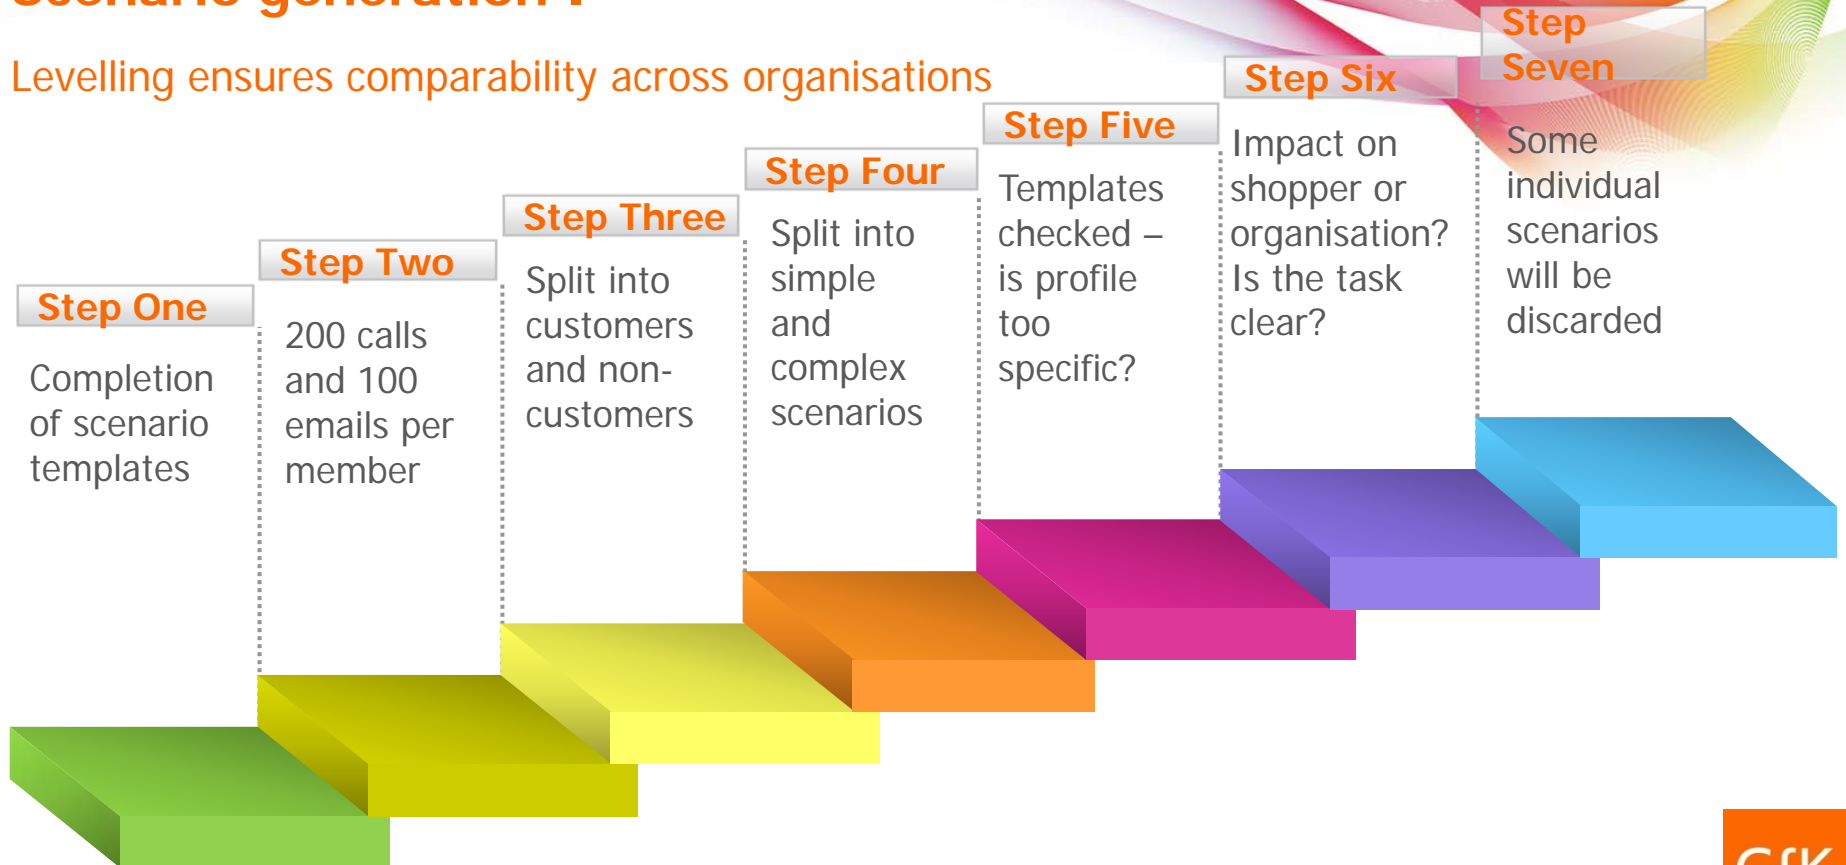 Scenario generation :
Levelling ensures comparability across organisations
Step One
Completion
of scenario
templates
Step Two
200 calls
and 100
emails per
member
Step Three
Split into
customers
and non-
customers
Step Four
Split into
simple
and
complex
scenarios
Step Five
Templates
checked –
is profile
too
specific?
Step Six
Impact on
shopper or
organisation?
Is the task
clear?
Step
Seven
Some
individual
scenarios
will be
discarded
GfK